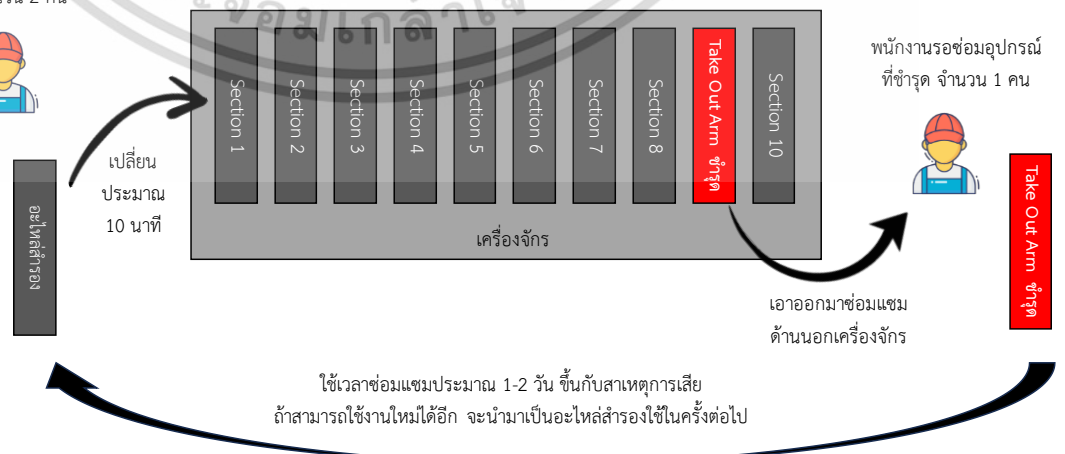 พนักงานรอซ่อมอุปกรณ์
ที่ชำรุด จำนวน 1 คน
Section 1
Section 2
Section 3
Section 4
Section 5
Section 6
Section 7
Section 8
Take Out Arm ชำรุด
Section 10
เครื่องจักร
เปลี่ยน
ประมาณ
10 นาที
อะไหล่สำรอง
Take Out Arm ชำรุด
เอาออกมาซ่อมแซม
ด้านนอกเครื่องจักร
ใช้เวลาซ่อมแซมประมาณ 1-2 วัน ขึ้นกับสาเหตุการเสีย
ถ้าสามารถใช้งานใหม่ได้อีก จะนำมาเป็นอะไหล่สำรองใช้ในครั้งต่อไป